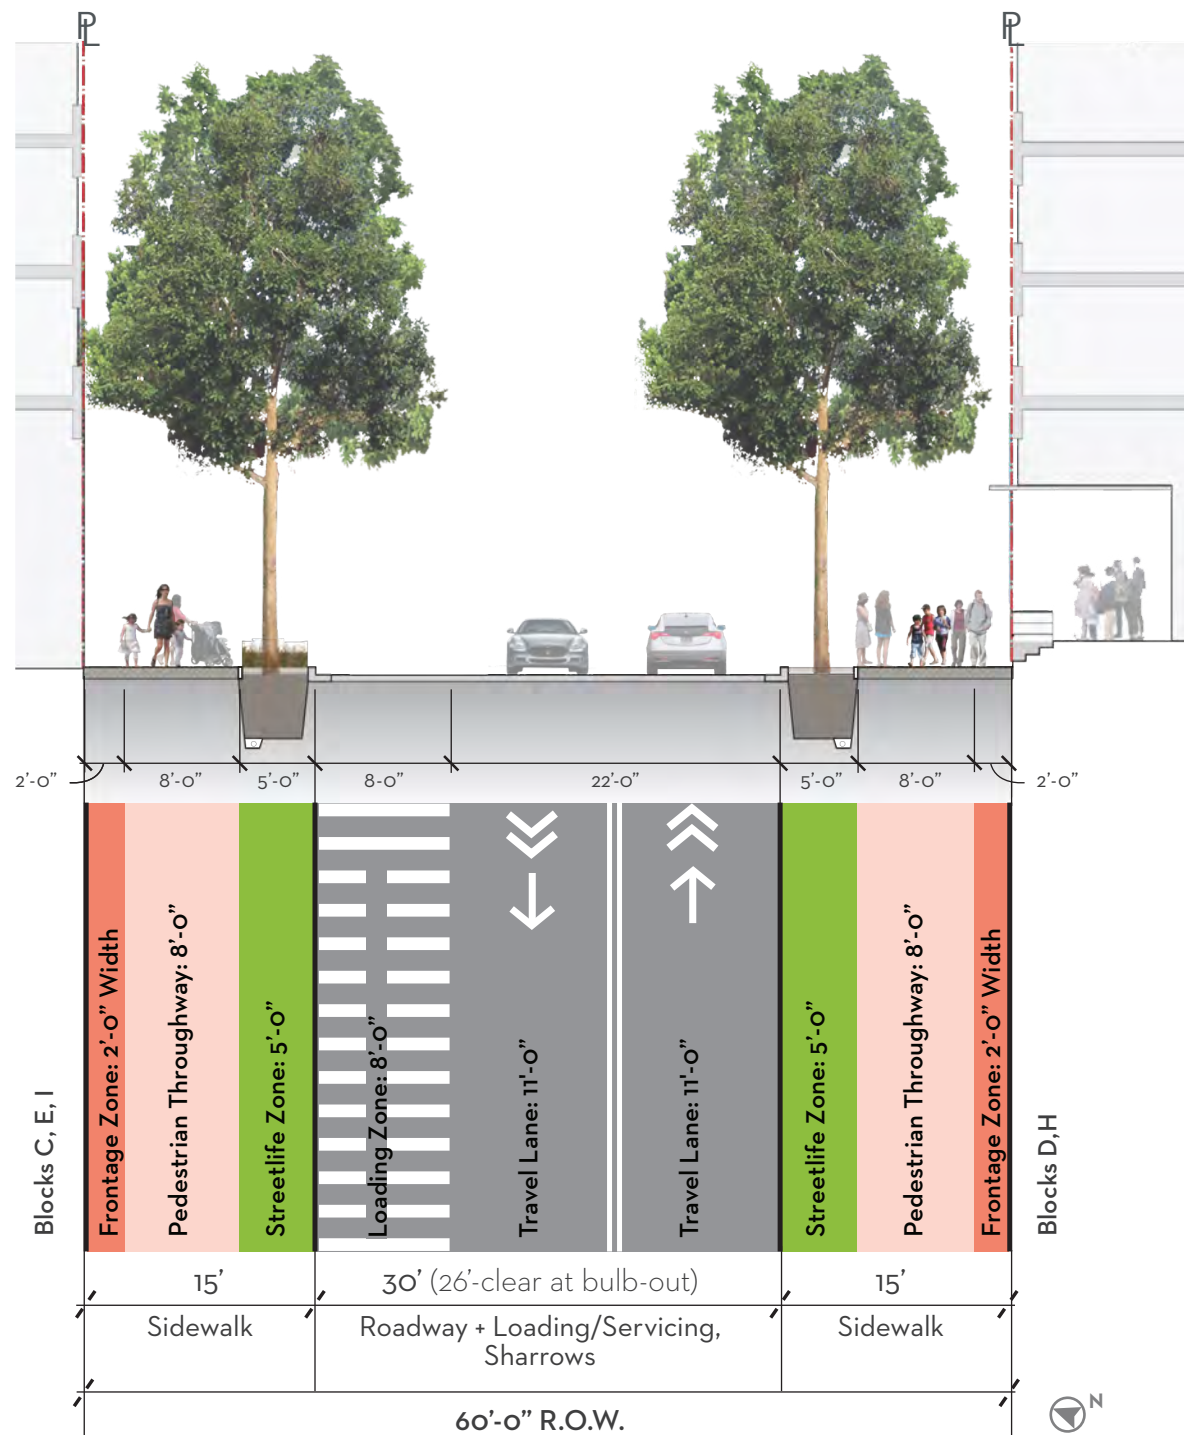 PL
PL
2'-0"
8'-0"
5'-0"
8-0"
22'-0"
5'-0"
8'-0"
2'-0"
Blocks C, E, I
Frontage Zone: 2'-0" Width
Pedestrian Throughway: 8'-0"
Streetlife Zone: 5'-0"
Loading Zone: 8'-0"
Travel Lane: 11'-0"
Travel Lane: 11'-0"
Streetlife Zone: 5'-0"
Pedestrian Throughway: 8'-0"
Frontage Zone: 2'-0" Width
Blocks D,H
15'
30' (26'-clear at bulb-out)
15'
Sidewalk
Roadway + Loading/Servicing,
Sharrows
Sidewalk
60'-0" R.O.W.
N